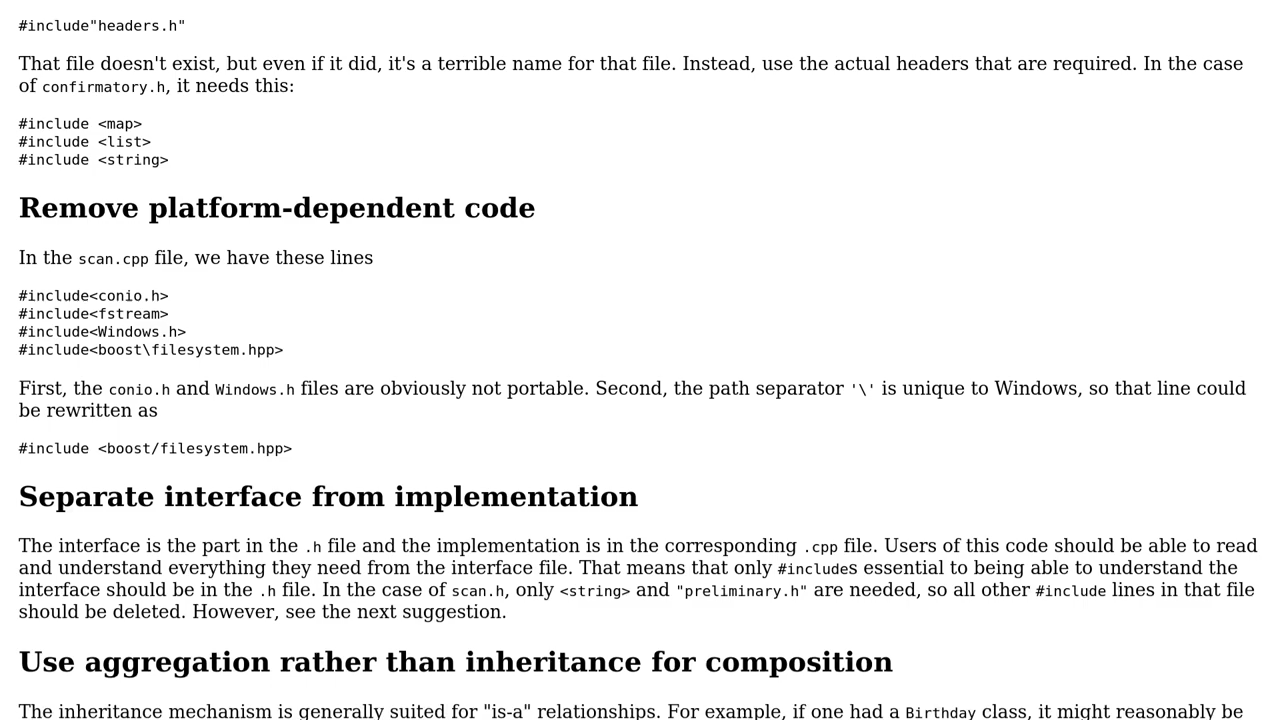 #include"headers.h"
That file doesn't exist, but even if it did, it's a terrible name for that file. Instead, use the actual headers that are required. In the case
of confirmatory.h, it needs this:
#include <map>
#include <list>
#include <string>
Remove platform-dependent code
In the scan.cpp file, we have these lines
#include<conio.h>
#include<fstream>
#include<Windows.h>
#include<boost\filesystem.hpp>
First, the conio.h and Windows.h files are obviously not portable. Second, the path separator '\' is unique to Windows, so that line could
be rewritten as
#include <boost/filesystem.hpp>
Separate interface from implementation
The interface is the part in the .h file and the implementation is in the corresponding .cpp file. Users of this code should be able to read
and understand everything they need from the interface file. That means that only #includes essential to being able to understand the
interface should be in the .h file. In the case of scan.h, only <string> and "preliminary.h" are needed, so all other #include lines in that file
should be deleted. However, see the next suggestion.
Use aggregation rather than inheritance for composition
The inheritance mechanism is generally suited for "is-a" relationships. For example, if one had a Birthday class, it might reasonably be